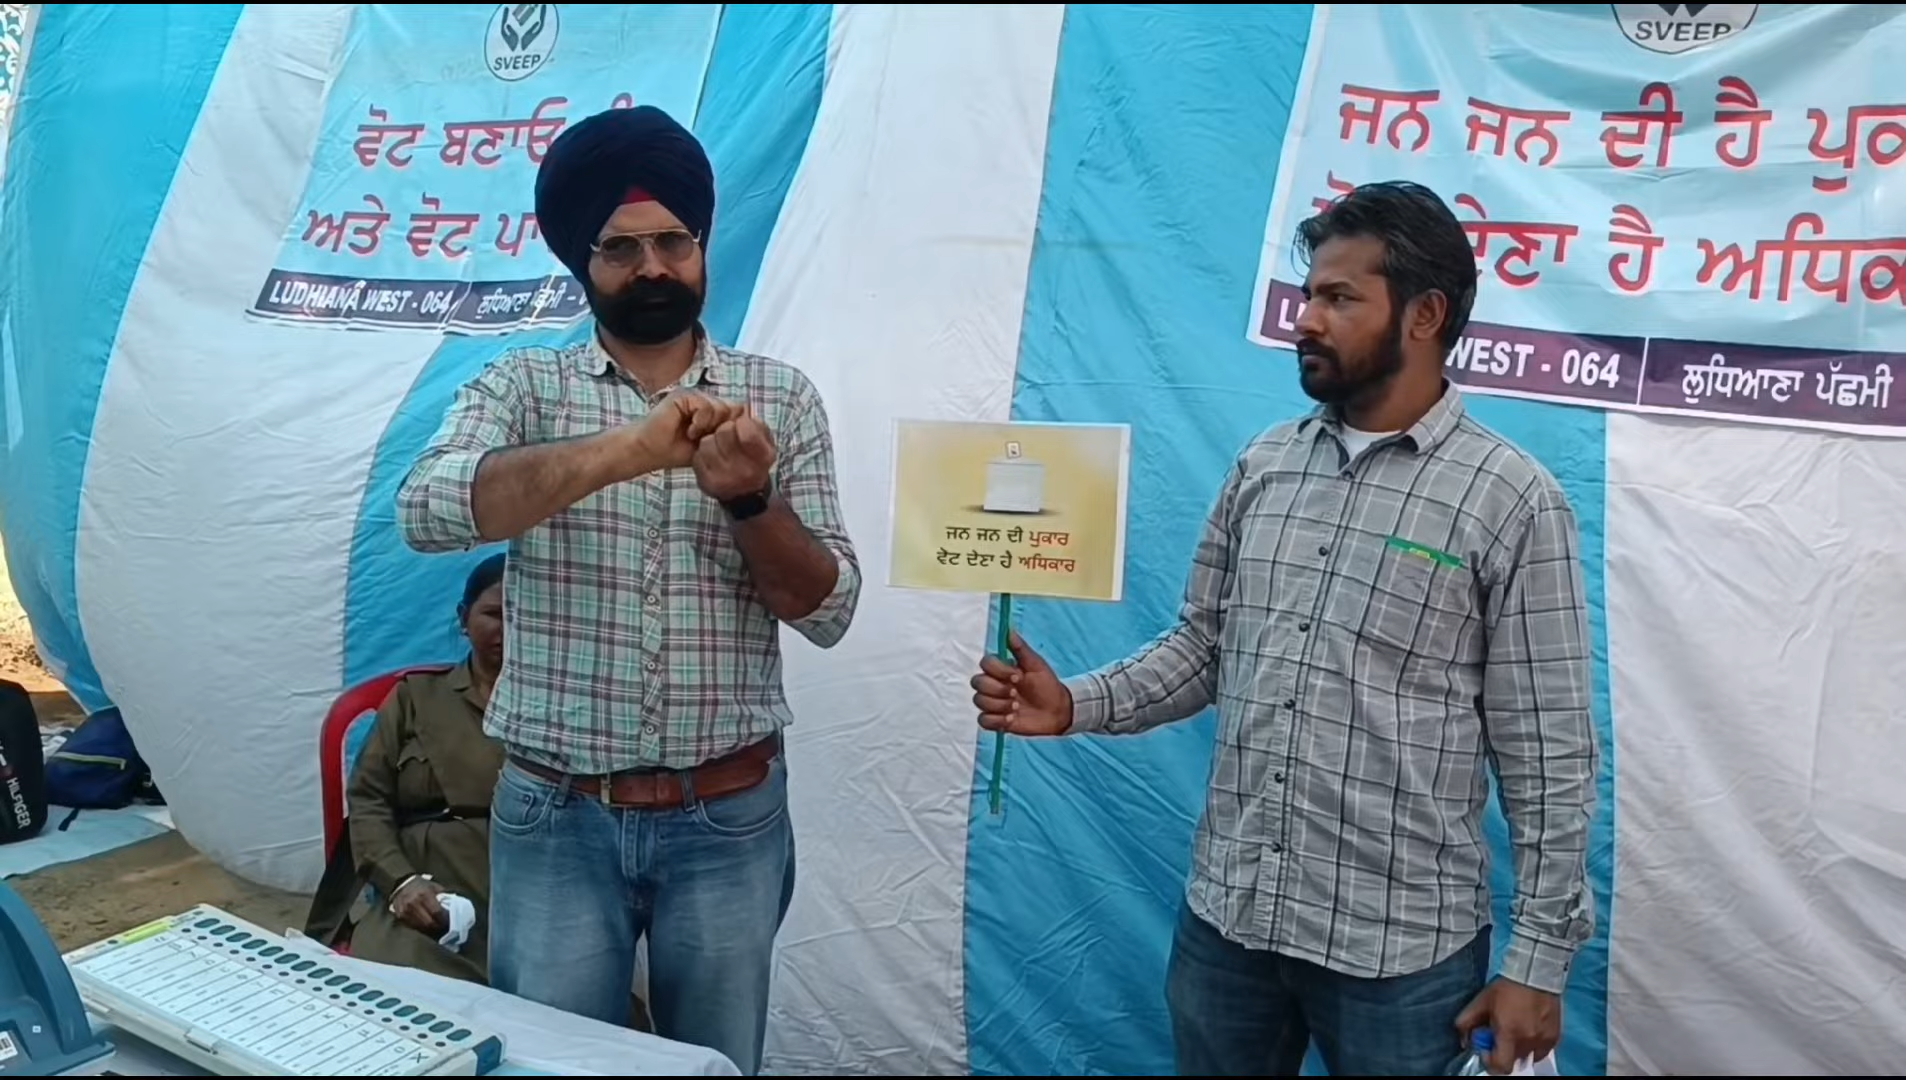 SVEEP
ਵੋਟ ਬਣਾਓ
ਅਤੇ ਵੋਟ
LUDHIANA WEST - 064
ਲੁਧਿਆਣਾ ਪੱਛਮੀ -
SVEEP
ਜਨ ਜਨ ਦੀ ਹੈ
ਦੇਣਾ ਹੈ
WEST - 064
ਲੁਧਿਆਣਾ ਪੱਛਮੀ
ਜਨ ਜਨ ਦੀ ਪੁਕਾਰ
ਵੋਟ ਦੇਣਾ ਹੈ ਅਧਿਕਾਰ
HILFIGER